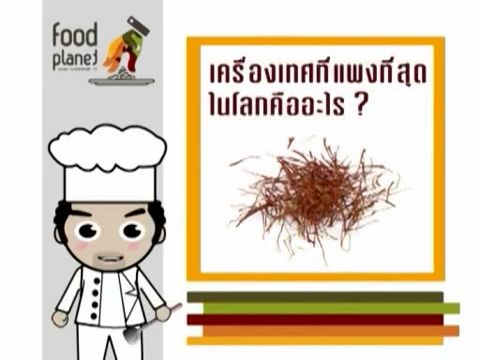 food
planet
เครื่องเทศที่แพงที่สุด
ในโลกคืออะไร ?